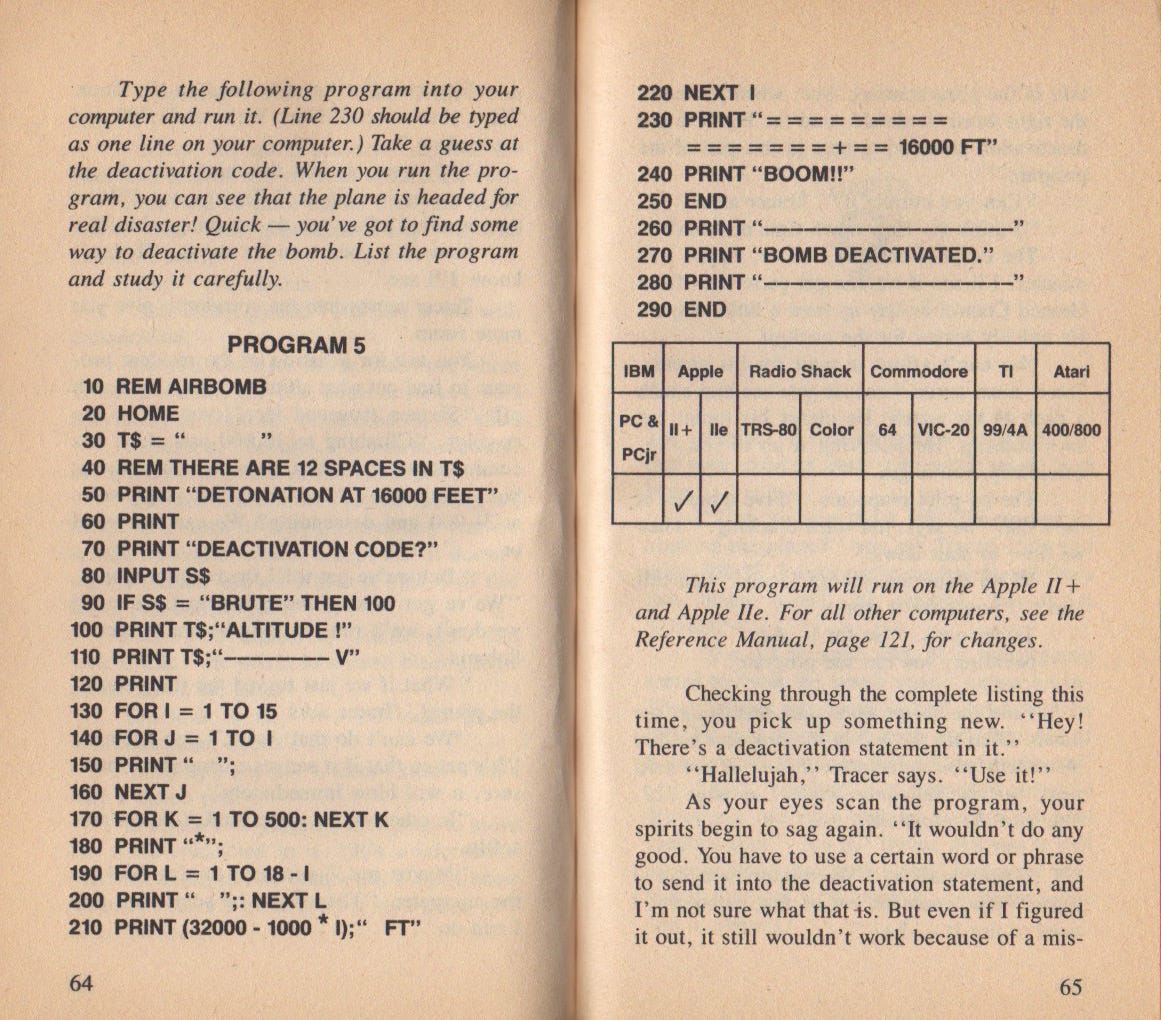 Type the following program into your
computer and run it. (Line 230 should be typed
as one line on your computer.) Take a guess at
the deactivation code. When you run the pro-
gram, you can see that the plane is headed for
real disaster! Quick — you've got to find some
way to deactivate the bomb. List the program
and study it carefully.
PROGRAM 5
10 REM AIRBOMB
20 HOME
30 T$ = "            "
40 REM THERE ARE 12 SPACES IN T$
50 PRINT "DETONATION AT 16000 FEET"
60 PRINT
70 PRINT "DEACTIVATION CODE?"
80 INPUT S$
90 IF S$ = "BRUTE" THEN 100
100 PRINT T$;"ALTITUDE !"
110 PRINT T$;"———————— V"
120 PRINT
130 FOR I = 1 TO 15
140 FOR J = 1 TO I
150 PRINT "  ";
160 NEXT J
170 FOR K = 1 TO 500: NEXT K
180 PRINT "*";
190 FOR L = 1 TO 18 - I
200 PRINT "  ";: NEXT L
210 PRINT (32000 - 1000 * I);"  FT"
64
220 NEXT I
230 PRINT "= = = = = = = = =
= = = = = = = + = = 16000 FT"
240 PRINT "BOOM!!"
250 END
260 PRINT "———————————————————"
270 PRINT "BOMB DEACTIVATED."
280 PRINT "———————————————————"
290 END
IBM Apple Radio Shack Commodore TI Atari
PC & PCjr II+ IIe TRS-80 Color 64 VIC-20 99/4A 400/800
✓ ✓
This program will run on the Apple II+
and Apple IIe. For all other computers, see the
Reference Manual, page 121, for changes.
Checking through the complete listing this
time, you pick up something new. "Hey!
There's a deactivation statement in it."
"Hallelujah," Tracer says. "Use it!"
As your eyes scan the program, your
spirits begin to sag again. "It wouldn't do any
good. You have to use a certain word or phrase
to send it into the deactivation statement, and
I'm not sure what that is. But even if I figured
it out, it still wouldn't work because of a mis-
65